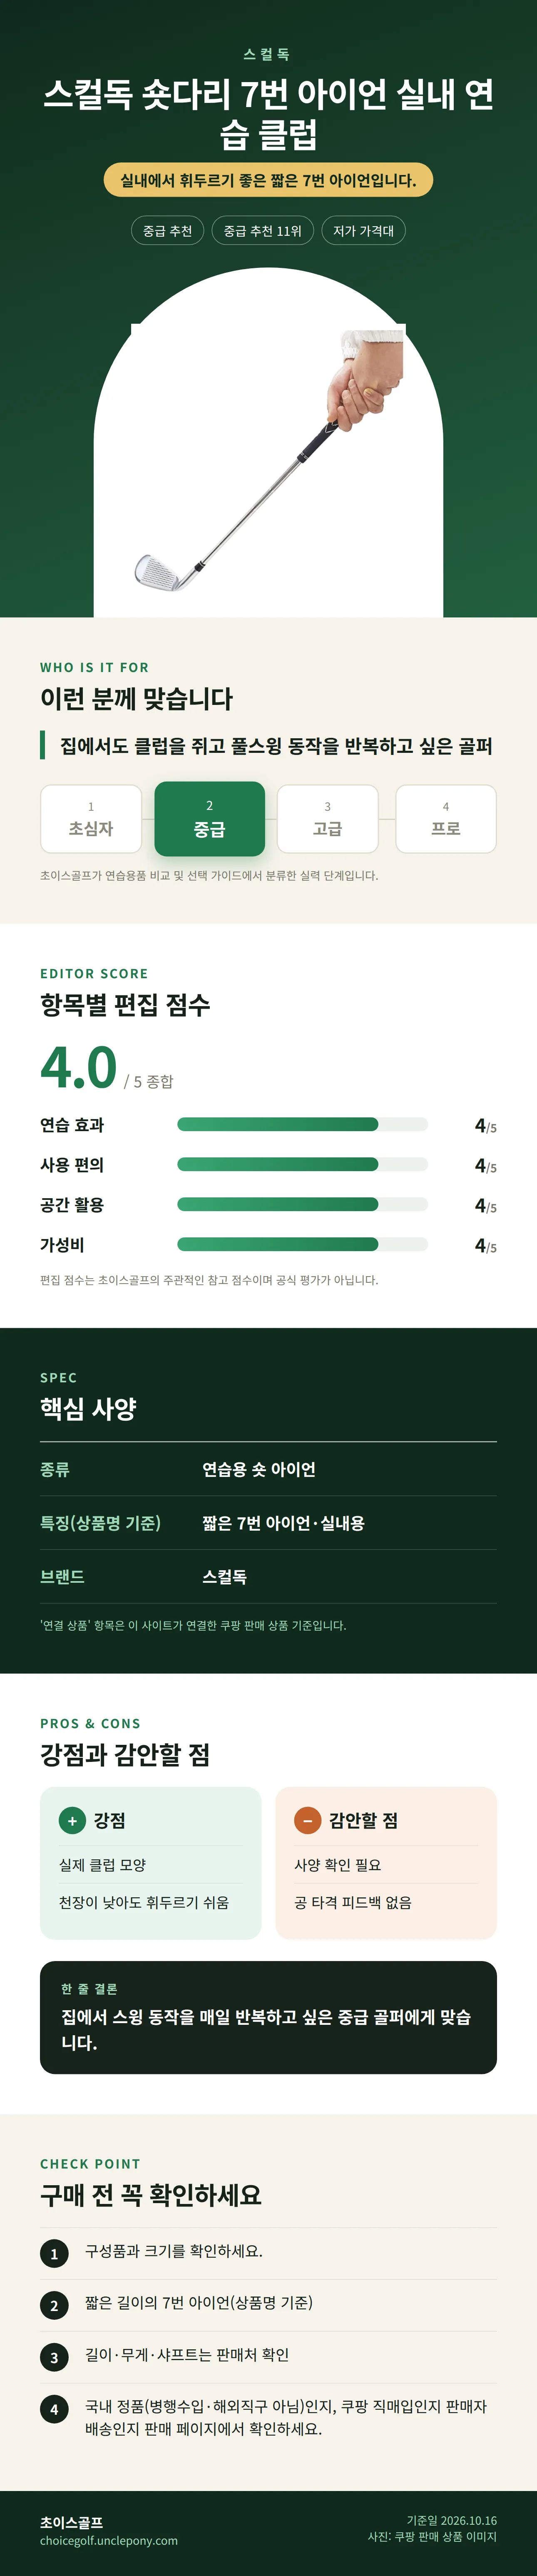 스컬독
스컬독 숏다리 7번 아이언 실내 연
습 클럽
실내에서 휘두르기 좋은 짧은 7번 아이언입니다.
중급 추천
중급 추천 11위
저가 가격대
WHO IS IT FOR
이런 분께 맞습니다
집에서도 클럽을 쥐고 풀스윙 동작을 반복하고 싶은 골퍼
1
초심자
2
중급
3
고급
4
프로
초이스골프가 연습용품 비교 및 선택 가이드에서 분류한 실력 단계입니다.
EDITOR SCORE
항목별 편집 점수
4.0 / 5 종합
연습 효과 4/5
사용 편의 4/5
공간 활용 4/5
가성비 4/5
편집 점수는 초이스골프의 주관적인 참고 점수이며 공식 평가가 아닙니다.
SPEC
핵심 사양
종류 연습용 숏 아이언
특징(상품명 기준) 짧은 7번 아이언·실내용
브랜드 스컬독
'연결 상품' 항목은 이 사이트가 연결한 쿠팡 판매 상품 기준입니다.
PROS & CONS
강점과 감안할 점
+ 강점
실제 클럽 모양
천장이 낮아도 휘두르기 쉬움
− 감안할 점
사양 확인 필요
공 타격 피드백 없음
한 줄 결론
집에서 스윙 동작을 매일 반복하고 싶은 중급 골퍼에게 맞습
니다.
CHECK POINT
구매 전 꼭 확인하세요
1 구성품과 크기를 확인하세요.
2 짧은 길이의 7번 아이언(상품명 기준)
3 길이·무게·샤프트는 판매처 확인
4 국내 정품(병행수입·해외직구 아님)인지, 쿠팡 직매입인지 판매자
배송인지 판매 페이지에서 확인하세요.
초이스골프
choicegolf.unclepony.com
기준일 2026.10.16
사진: 쿠팡 판매 상품 이미지